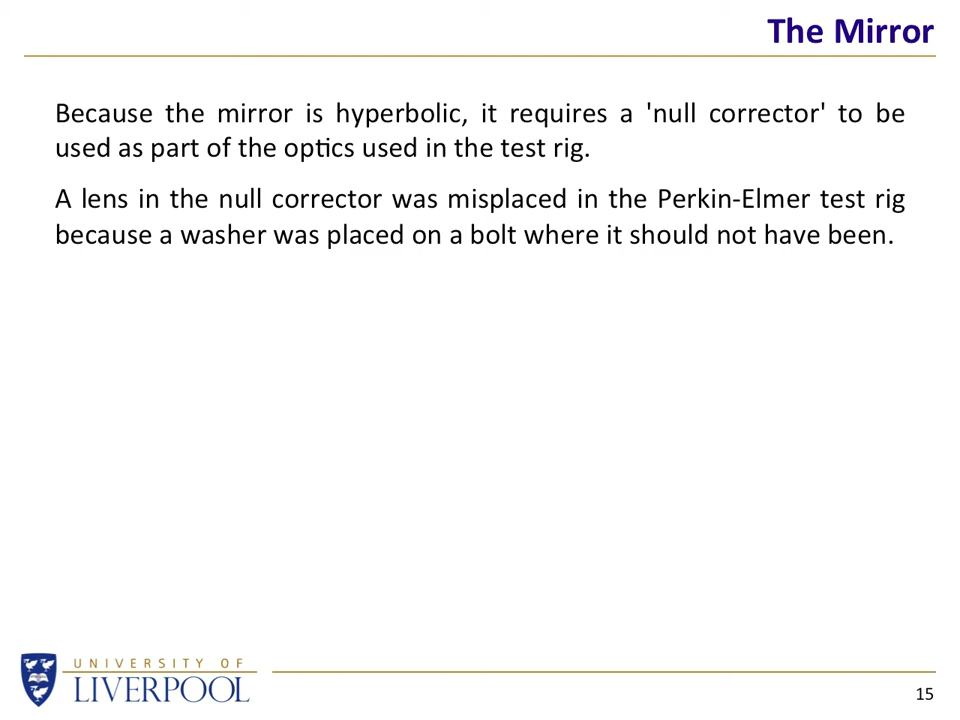 The Mirror
Because the mirror is hyperbolic, it requires a 'null corrector' to be
used as part of the optics used in the test rig.
A lens in the null corrector was misplaced in the Perkin-Elmer test rig
because a washer was placed on a bolt where it should not have been.
UNIVERSITY OF
LIVERPOOL
15